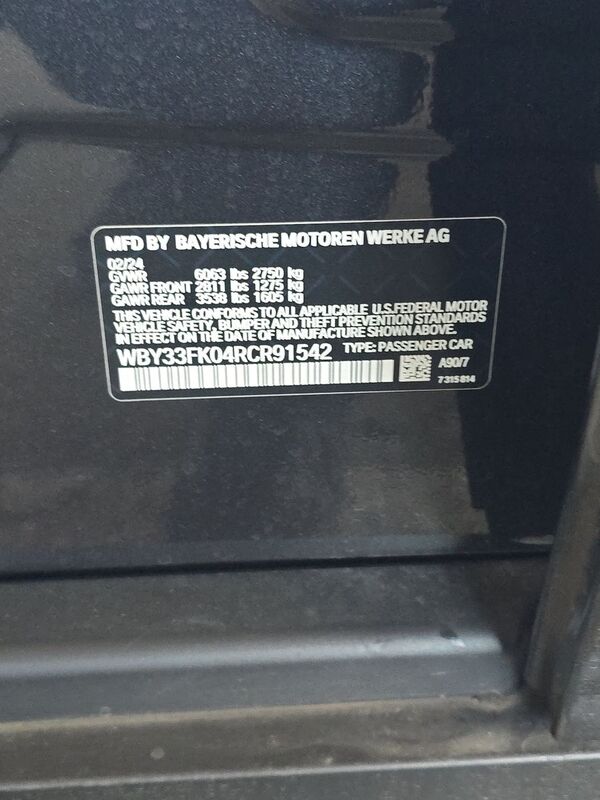 MFD BY BAYERISCHE MOTOREN WERKE AG
02/24
GVWR 6063 lbs 2750 kg
GAWR FRONT 2811 lbs 1275 kg
GAWR REAR 3538 lbs 1605 kg
THIS VEHICLE CONFORMS TO ALL APPLICABLE U.S.FEDERAL MOTOR
VEHICLE SAFETY, BUMPER AND THEFT PREVENTION STANDARDS
IN EFFECT ON THE DATE OF MANUFACTURE SHOWN ABOVE.
WBY33FK04RCR91542 TYPE: PASSENGER CAR
A90/7
7315814